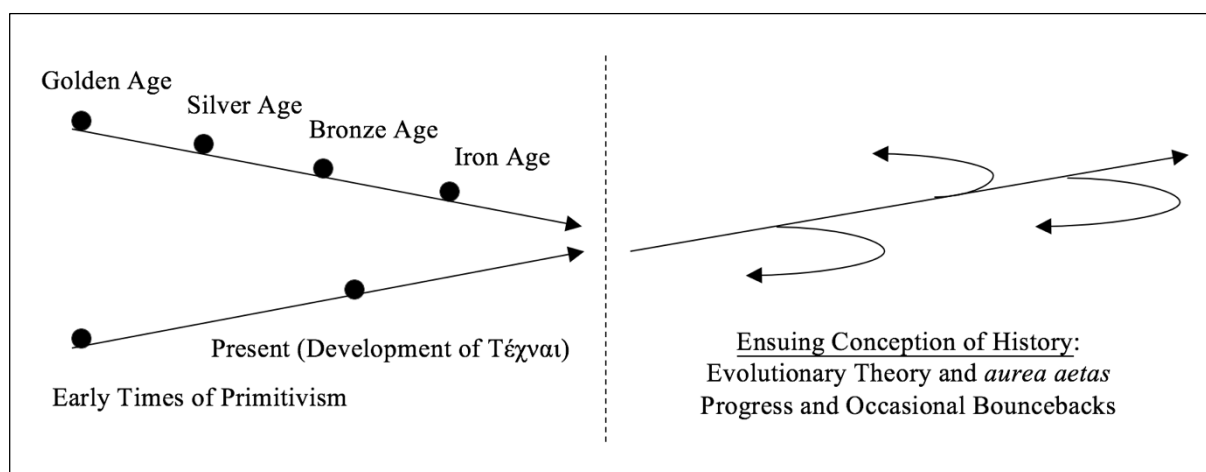 Golden Age
Silver Age
Bronze Age
Iron Age
Present (Development of Τέχναι)
Early Times of Primitivism
Ensuing Conception of History:
Evolutionary Theory and aurea aetas
Progress and Occasional Bouncebacks